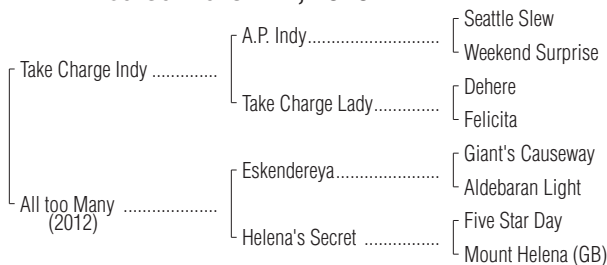 Take Charge Indy ..............
A.P. Indy............................
Seattle Slew
Weekend Surprise
Take Charge Lady..............
Dehere
Felicita
All too Many ....................
(2012)
Eskendereya......................
Giant's Causeway
Aldebaran Light
Helena's Secret ................
Five Star Day
Mount Helena (GB)